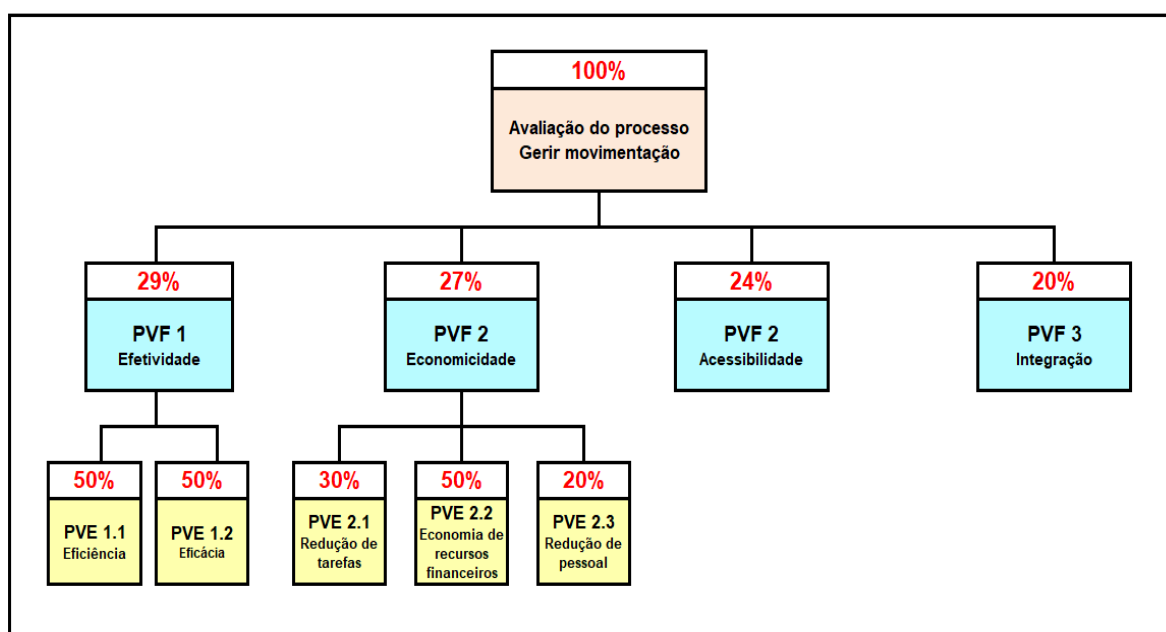 100%
Avaliação do processo
Gerir movimentação
29%
27%
24%
20%
PVF 1
Efetividade
PVF 2
Economicidade
PVF 2
Acessibilidade
PVF 3
Integração
50%
50%
30%
50%
20%
PVE 1.1
Eficiência
PVE 1.2
Eficácia
PVE 2.1
Redução de
tarefas
PVE 2.2
Economia de
recursos
financeiros
PVE 2.3
Redução de
pessoal